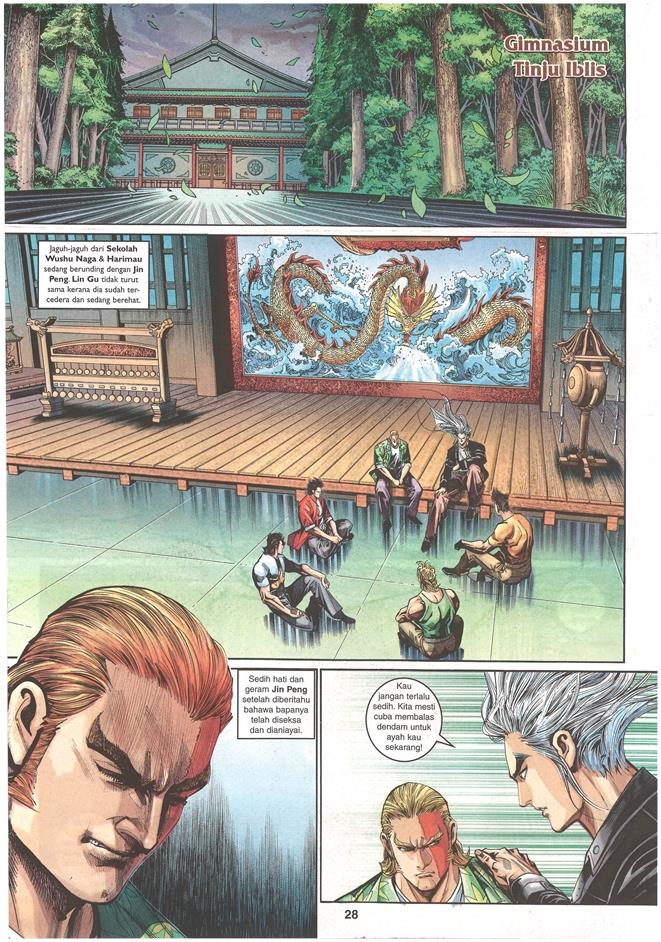 Gimnasium
Tinju Iblis
Jaguh-jaguh dari Sekolah
Wushu Naga & Harimau
sedang berunding dengan Jin
Peng. Lin Gu tidak turut
sama kerana dia sudah ter-
cedera dan sedang berehat.
Sedih hati dan
geram Jin Peng
setelah diberitahu
bahawa bapanya
telah diseksa
dan dianiayai.
Kau
jangan terlalu
sedih. Kita mesti
cuba membalas
dendam untuk
ayah kau
sekarang!
28